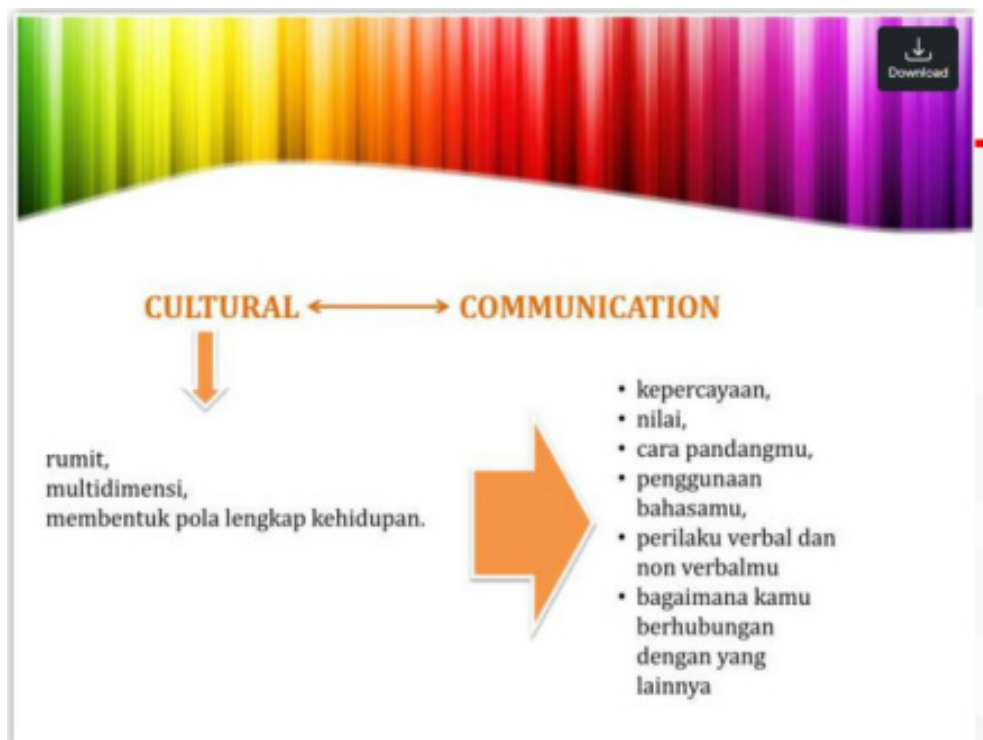 Download
CULTURAL COMMUNICATION
rumit,
multidimensi,
membentuk pola lengkap kehidupan.
• kepercayaan,
• nilai,
• cara pandangmu,
• penggunaan
bahasamu,
• perilaku verbal dan
non verbalmu
• bagaimana kamu
berhubungan
dengan yang
lainnya